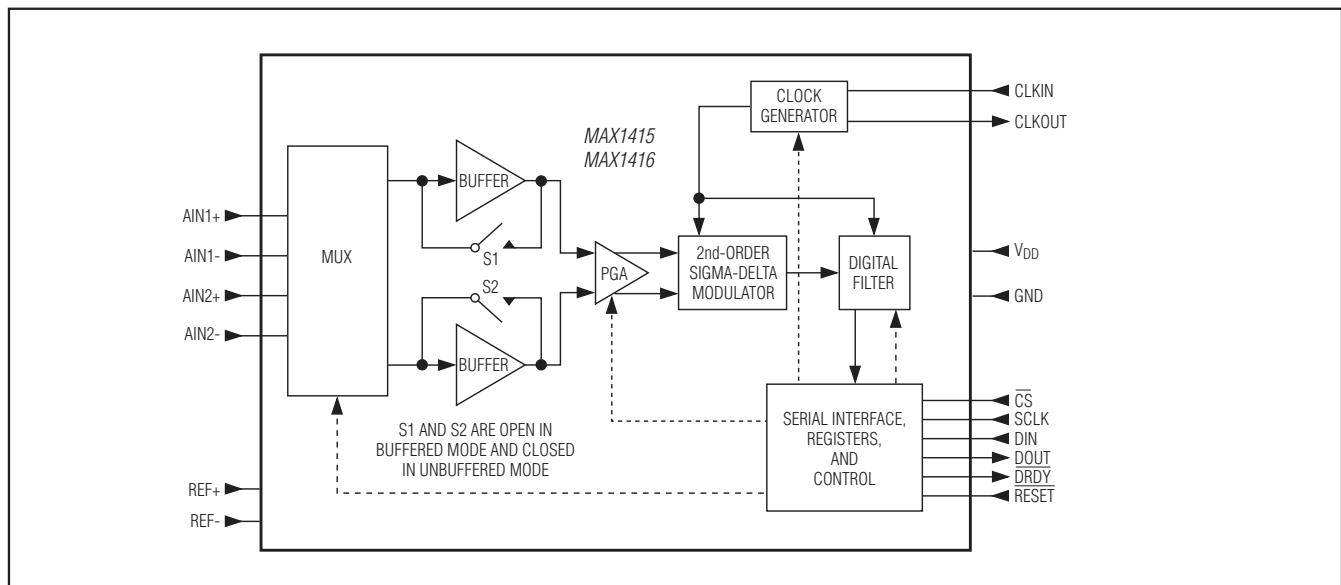 CLOCK
GENERATOR
CLKIN
CLKOUT
MAX1415
MAX1416
BUFFER
AIN1+
AIN1-
AIN2+
AIN2-
MUX
S1
S2
PGA
2nd-ORDER
SIGMA-DELTA
MODULATOR
DIGITAL
FILTER
VDD
GND
BUFFER
S1 AND S2 ARE OPEN IN
BUFFERED MODE AND CLOSED
IN UNBUFFERED MODE
SERIAL INTERFACE,
REGISTERS,
AND
CONTROL
CS
SCLK
DIN
DOUT
DRDY
RESET
REF+
REF-